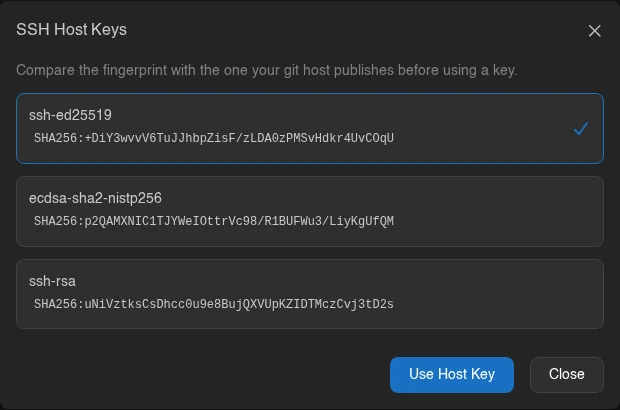 SSH Host Keys
Compare the fingerprint with the one your git host publishes before using a key.
ssh-ed25519
SHA256:+DiY3wvvV6TuJJhbpZisF/zLDA0zPMSvHdkr4UvCOqU
ecdsa-sha2-nistp256
SHA256:p2QAMXNIC1TJYWeIOttrVc98/R1BUFWu3/LiyKgUfQM
ssh-rsa
SHA256:uNiVztksCsDhcc0u9e8BujQXVUpKZIDTMczCvj3tD2s
Use Host Key
Close